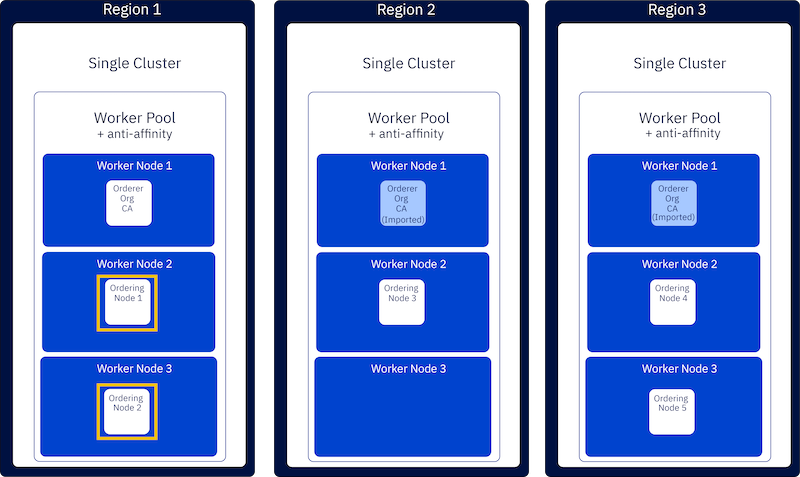 Region 1
Single Cluster
Worker Pool
+ anti-affinity
Worker Node 1
Orderer
Org
CA
Worker Node 2
Ordering
Node 1
Worker Node 3
Ordering
Node 2
Region 2
Single Cluster
Worker Pool
+ anti-affinity
Worker Node 1
Orderer
Org
CA
(Imported)
Worker Node 2
Ordering
Node 3
Worker Node 3
Region 3
Single Cluster
Worker Pool
+ anti-affinity
Worker Node 1
Orderer
Org
CA
(Imported)
Worker Node 2
Ordering
Node 4
Worker Node 3
Ordering
Node 5